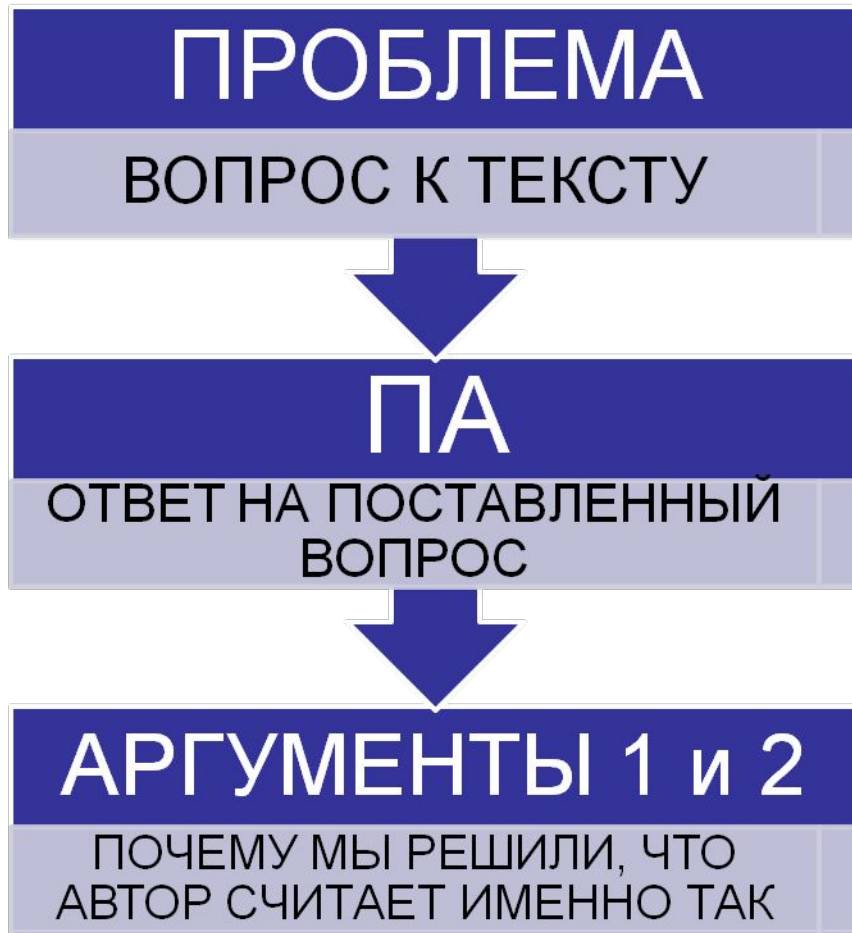 ПРОБЛЕМА
ВОПРОС К ТЕКСТУ
ПА
ОТВЕТ НА ПОСТАВЛЕННЫЙ
ВОПРОС
АРГУМЕНТЫ 1 и 2
ПОЧЕМУ МЫ РЕШИЛИ, ЧТО
АВТОР СЧИТАЕТ ИМЕННО ТАК